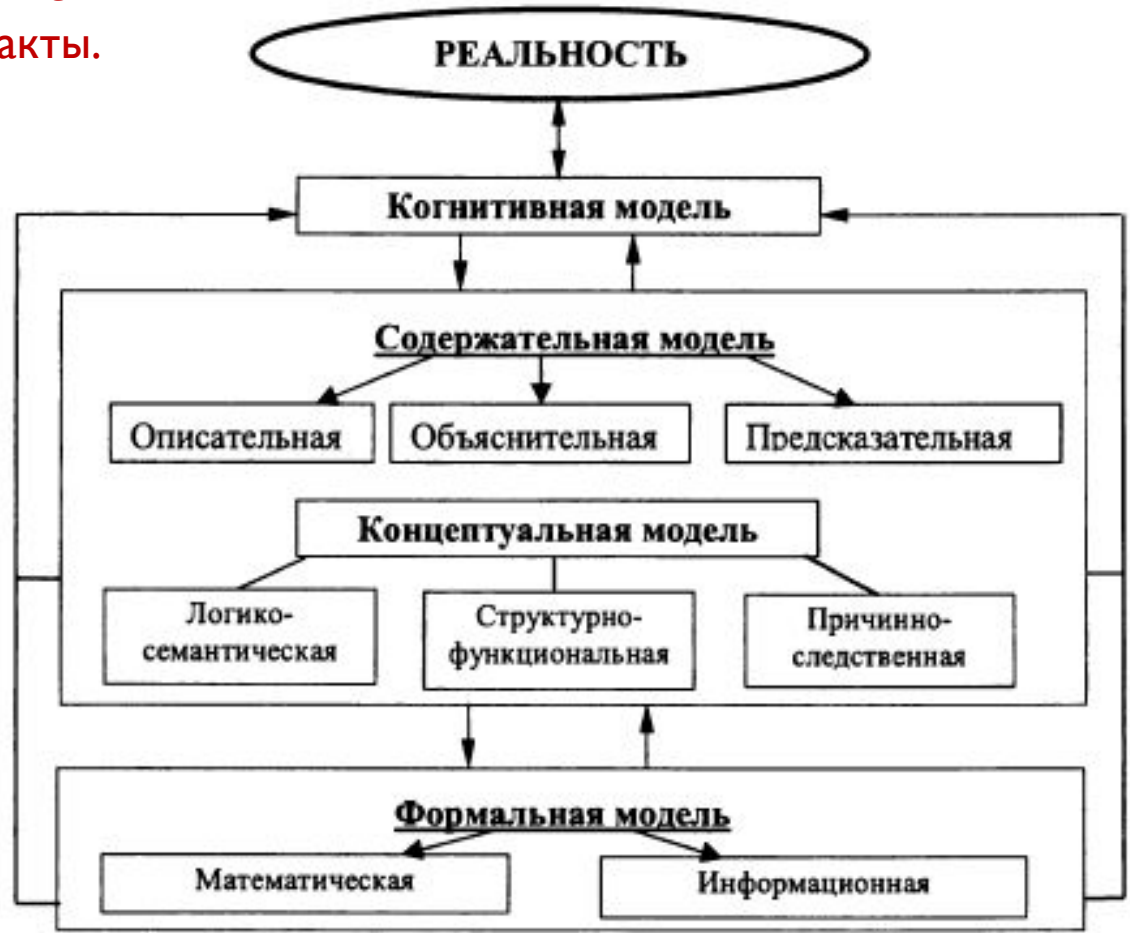 акты.
РЕАЛЬНОСТЬ
Когнитивная модель
Содержательная модель
Описательная
Объяснительная
Предсказательная
Концептуальная модель
Логико-
семантическая
Структурно-
функциональная
Причинно-
следственная
Формальная модель
Математическая
Информационная